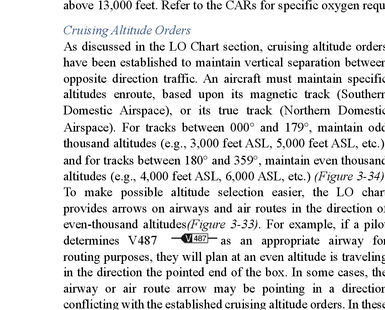 above 13,000 feet. Refer to the CARs for specific oxygen requ
Cruising Altitude Orders
As discussed in the LO Chart section, cruising altitude orders
have been established to maintain vertical separation between
opposite direction traffic. An aircraft must maintain specific
altitudes enroute, based upon its magnetic track (Southern
Domestic Airspace), or its true track (Northern Domestic
Airspace). For tracks between 000° and 179°, maintain odd
thousand altitudes (e.g., 3,000 feet ASL, 5,000 feet ASL, etc.)
and for tracks between 180° and 359°, maintain even thousand
altitudes (e.g., 4,000 feet ASL, 6,000 ASL, etc.) (Figure 3-34)
To make possible altitude selection easier, the LO chart
provides arrows on airways and air routes in the direction of
even-thousand altitudes(Figure 3-33). For example, if a pilot
determines V487 V 487 as an appropriate airway for
routing purposes, they will plan at an even altitude is traveling
in the direction the pointed end of the box. In some cases, the
airway or air route arrow may be pointing in a direction
conflicting with the established cruising altitude orders. In these